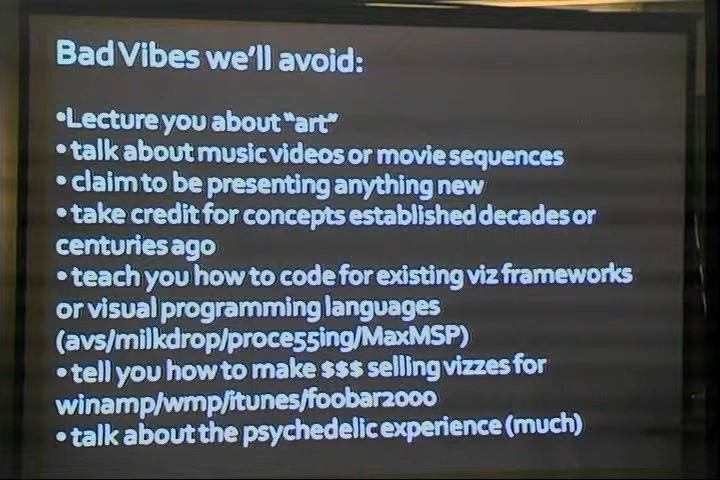 Bad Vibes we'll avoid:
•Lecture you about "art"
• talk about music videos or movie sequences
• claim to be presenting anything new
• take credit for concepts established decades or
centuries ago
• teach you how to code for existing viz frameworks
or visual programming languages
(avs/milkdrop/proce55ing/MaxMSP)
• tell you how to make $$$ selling vizzes for
winamp/wmp/itunes/foobar2000
• talk about the psychedelic experience (much)